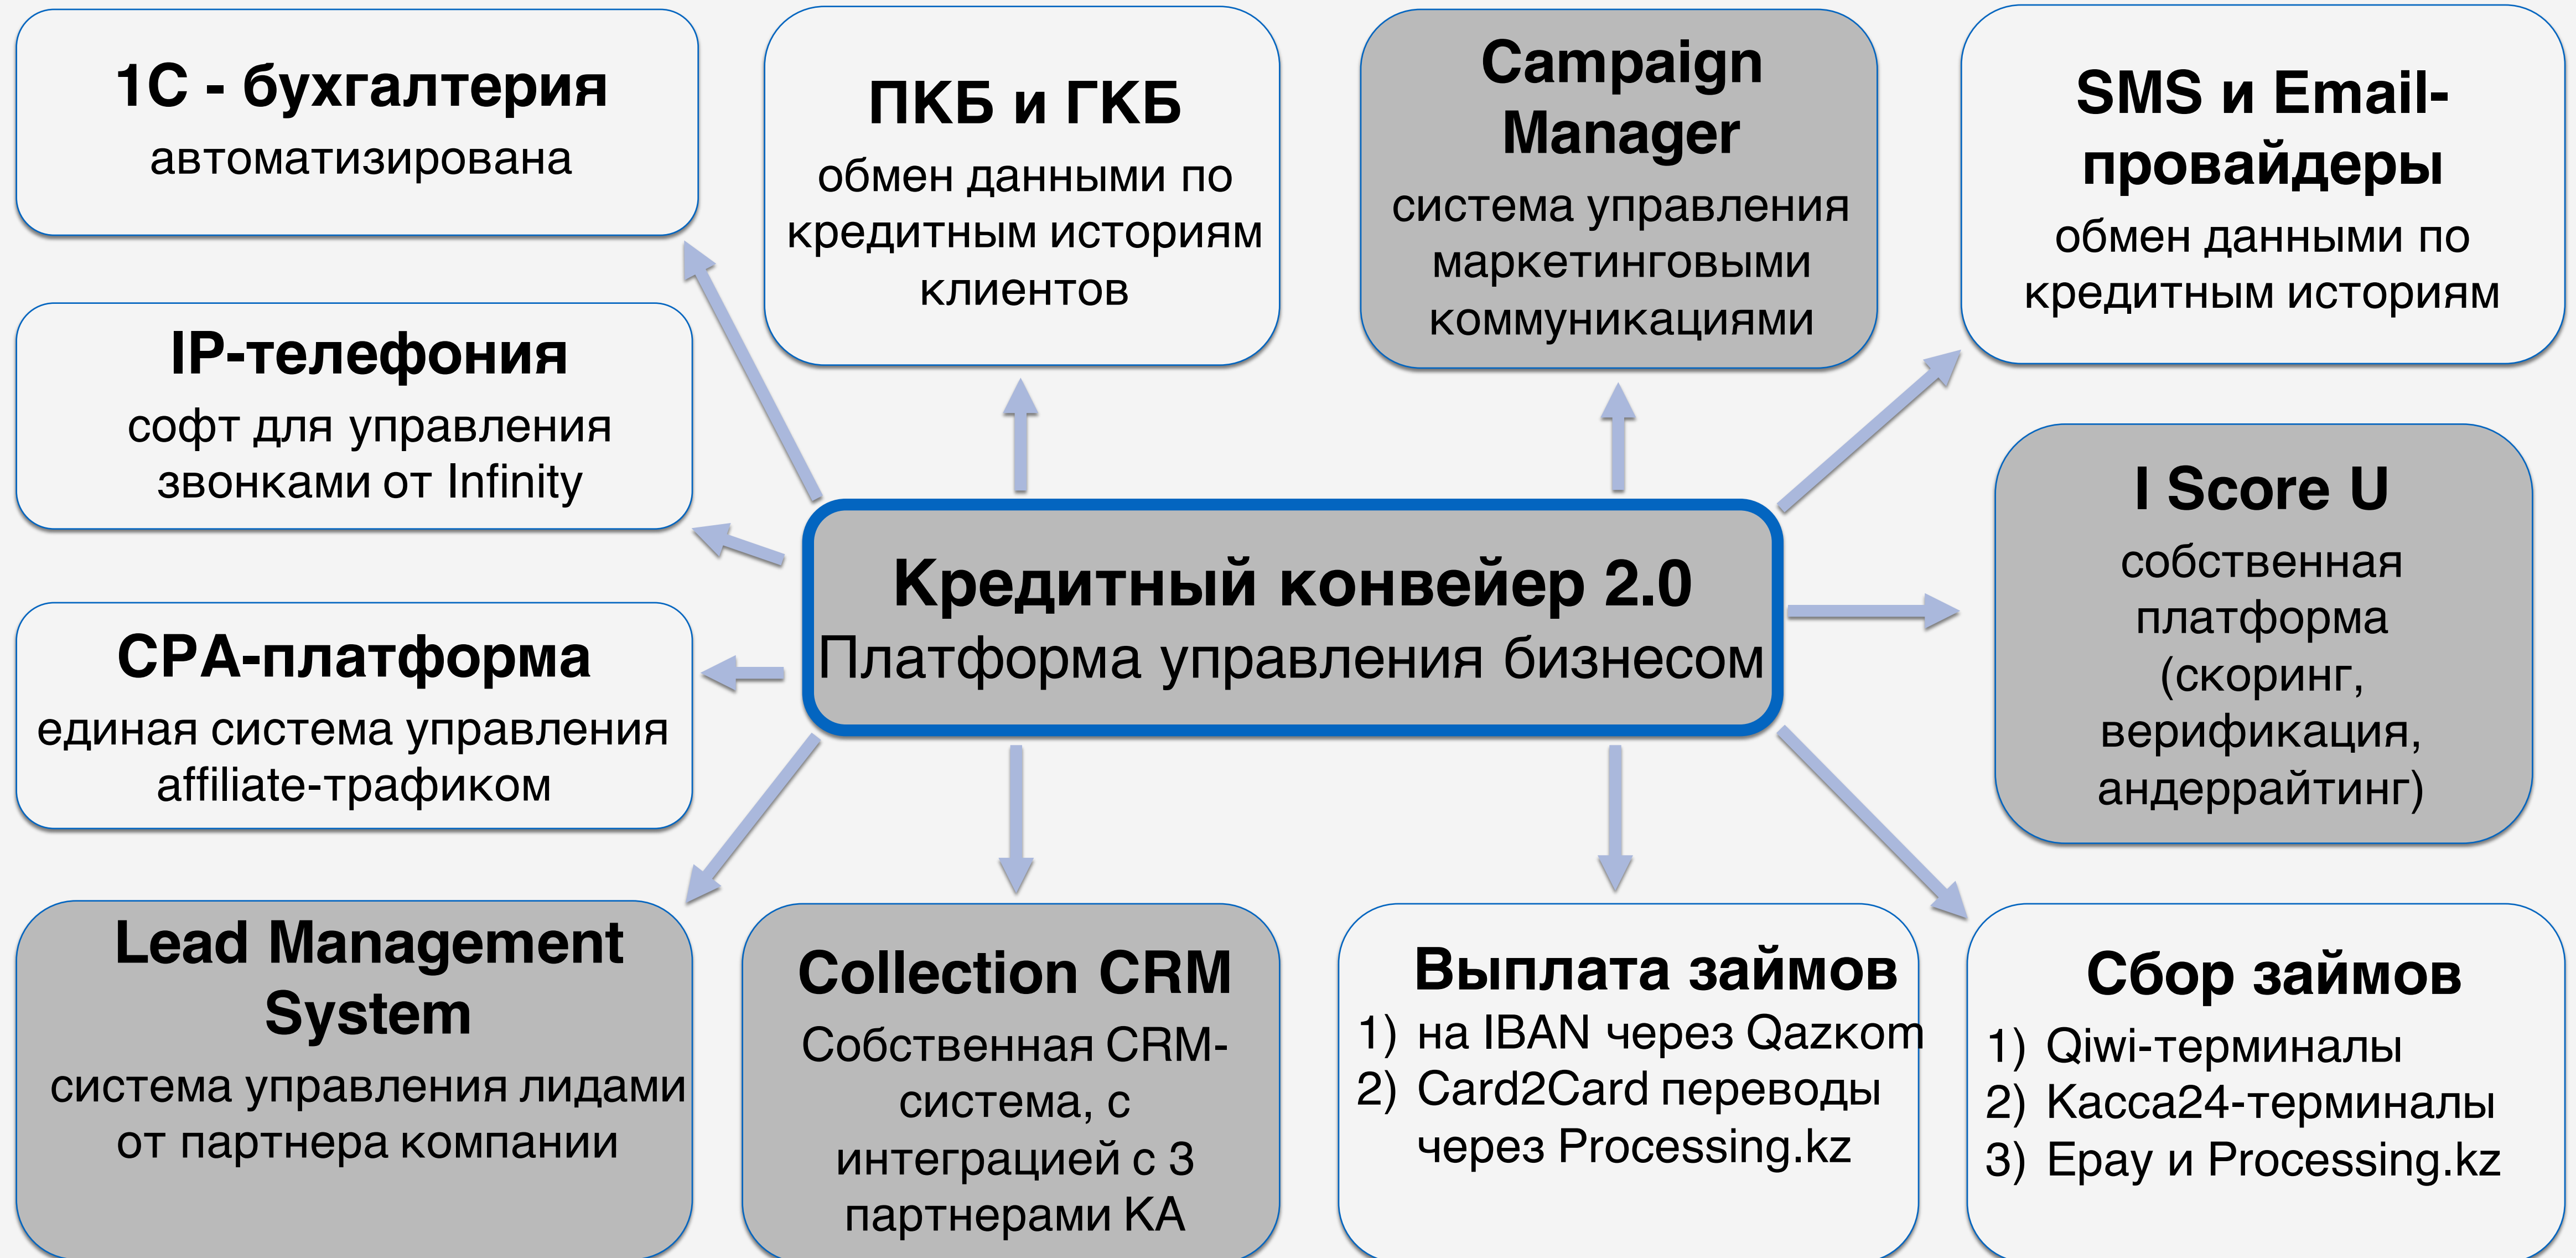 1С - бухгалтерия
автоматизирована
ПКБ и ГКБ
обмен данными по
кредитным историям
клиентов
Campaign
Manager
система управления
маркетинговыми
коммуникациями
SMS и Email-
провайдеры
обмен данными по
кредитным историям
IP-телефония
софт для управления
звонками от Infinity
I Score U
собственная
платформа
(скоринг,
верификация,
андеррайтинг)
Кредитный конвейер 2.0
Платформа управления бизнесом
CPA-платформа
единая система управления
affiliate-трафиком
Lead Management
System
система управления лидами
от партнера компании
Collection CRM
Собственная CRM-
система, с
интеграцией с 3
партнерами КА
Выплата займов
1) на IBAN через Qazкom
2) Card2Card переводы
через Processing.kz
Сбор займов
1) Qiwi-терминалы
2) Касса24-терминалы
3) Epay и Processing.kz